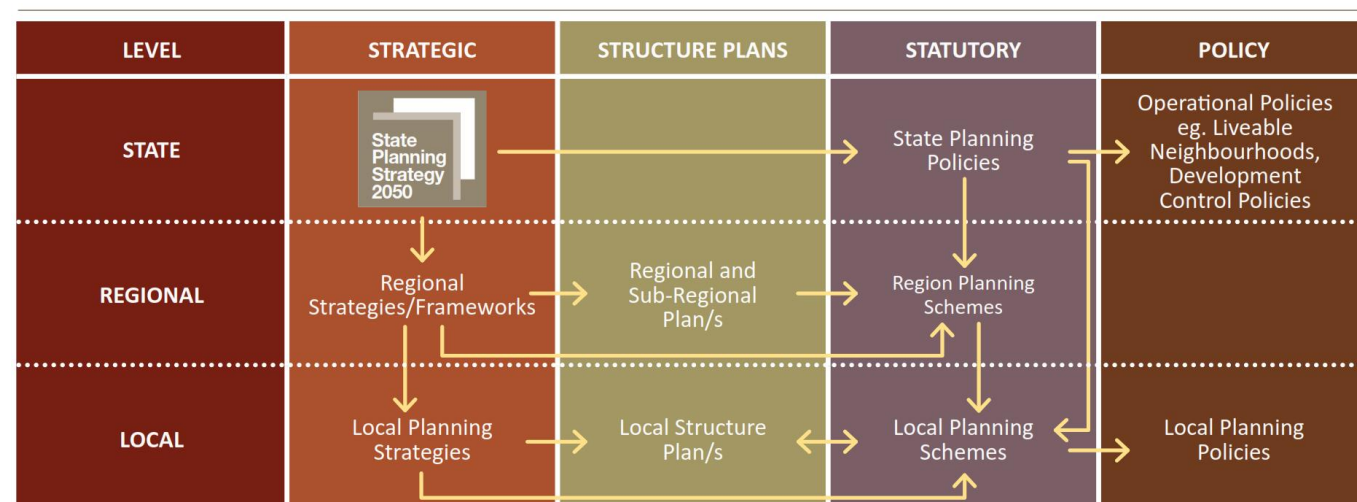 LEVEL
STRATEGIC
STRUCTURE PLANS
STATUTORY
POLICY
STATE
State
Planning
Strategy
2050
State Planning
Policies
Operational Policies
eg. Liveable
Neighbourhoods,
Development
Control Policies
REGIONAL
Regional
Strategies/Frameworks
Regional and
Sub-Regional
Plan/s
Region Planning
Schemes
LOCAL
Local Planning
Strategies
Local Structure
Plan/s
Local Planning
Schemes
Local Planning
Policies